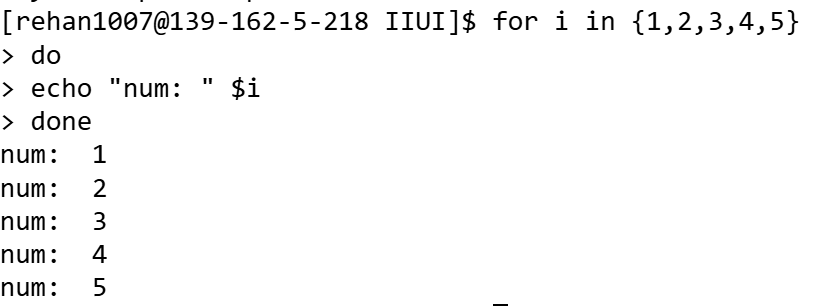 [rehan1007@139-162-5-218 IIUI]$ for i in {1,2,3,4,5}
> do
> echo "num: " $i
> done
num:  1
num:  2
num:  3
num:  4
num:  5